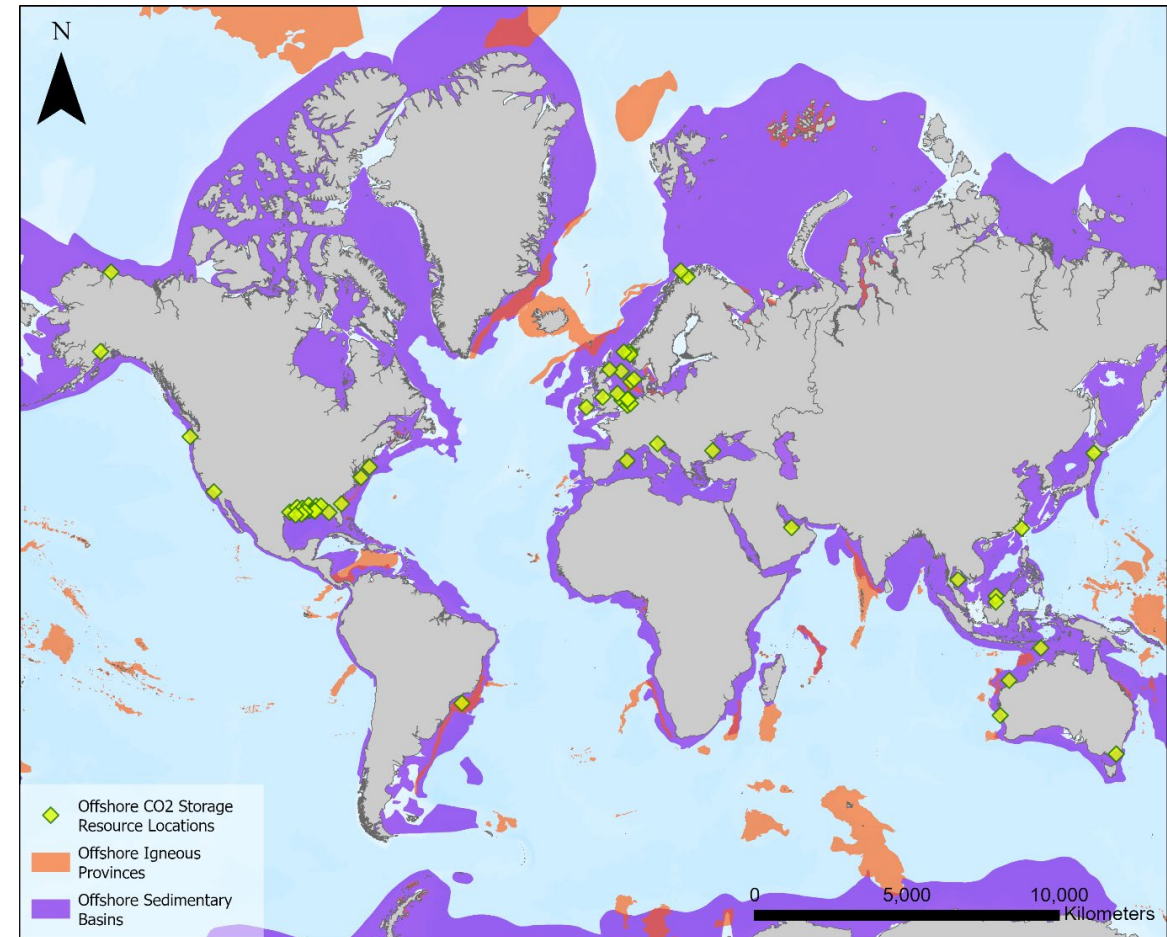 N
Offshore CO2 Storage
Resource Locations
Offshore Igneous
Provinces
Offshore Sedimentary
Basins
0 5,000 10,000
Kilometers